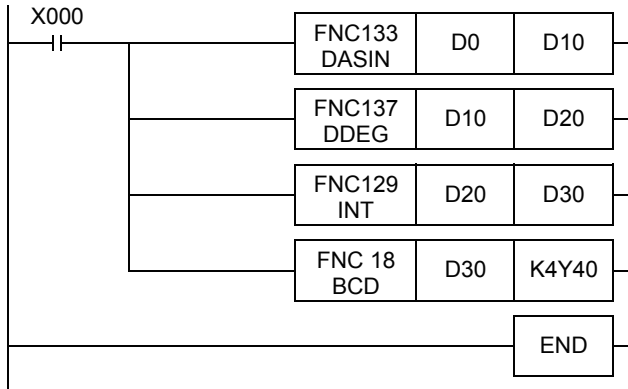 X000
FNC133
DASIN
D0
D10
FNC137
DDEG
D10
D20
FNC129
INT
D20
D30
FNC 18
BCD
D30
K4Y40
END